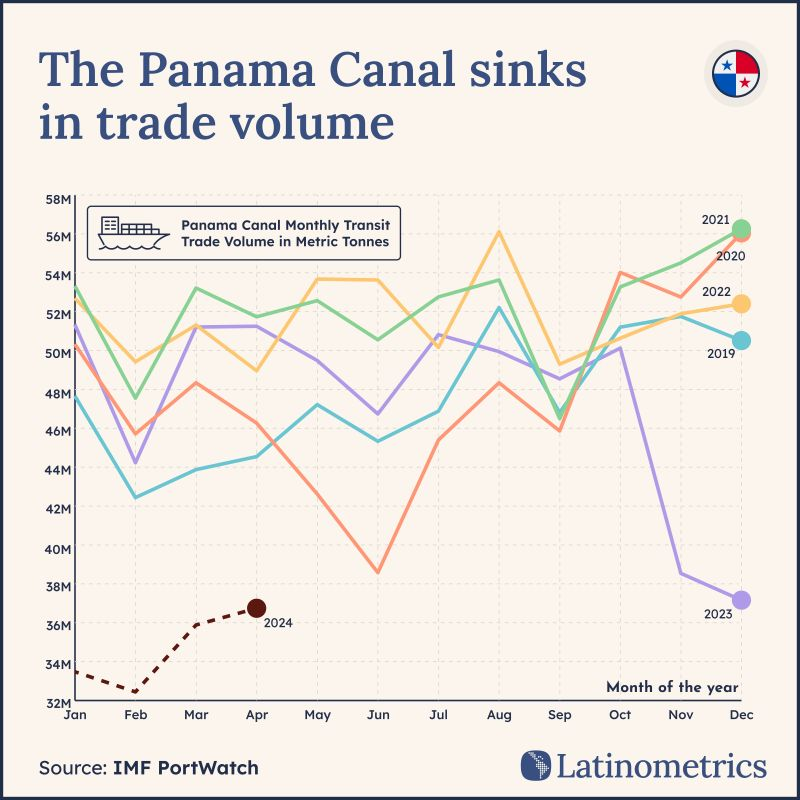 The Panama Canal sinks
in trade volume
58M
56M
54M
52M
50M
48M
46M
44M
42M
40M
38M
36M
34M
32M
Panama Canal Monthly Transit
Trade Volume in Metric Tonnes
2021
2020
2022
2019
2023
2024
Month of the year
Jan Feb Mar Apr May Jun Jul Aug Sep Oct Nov Dec
Source: IMF PortWatch
Latinometrics